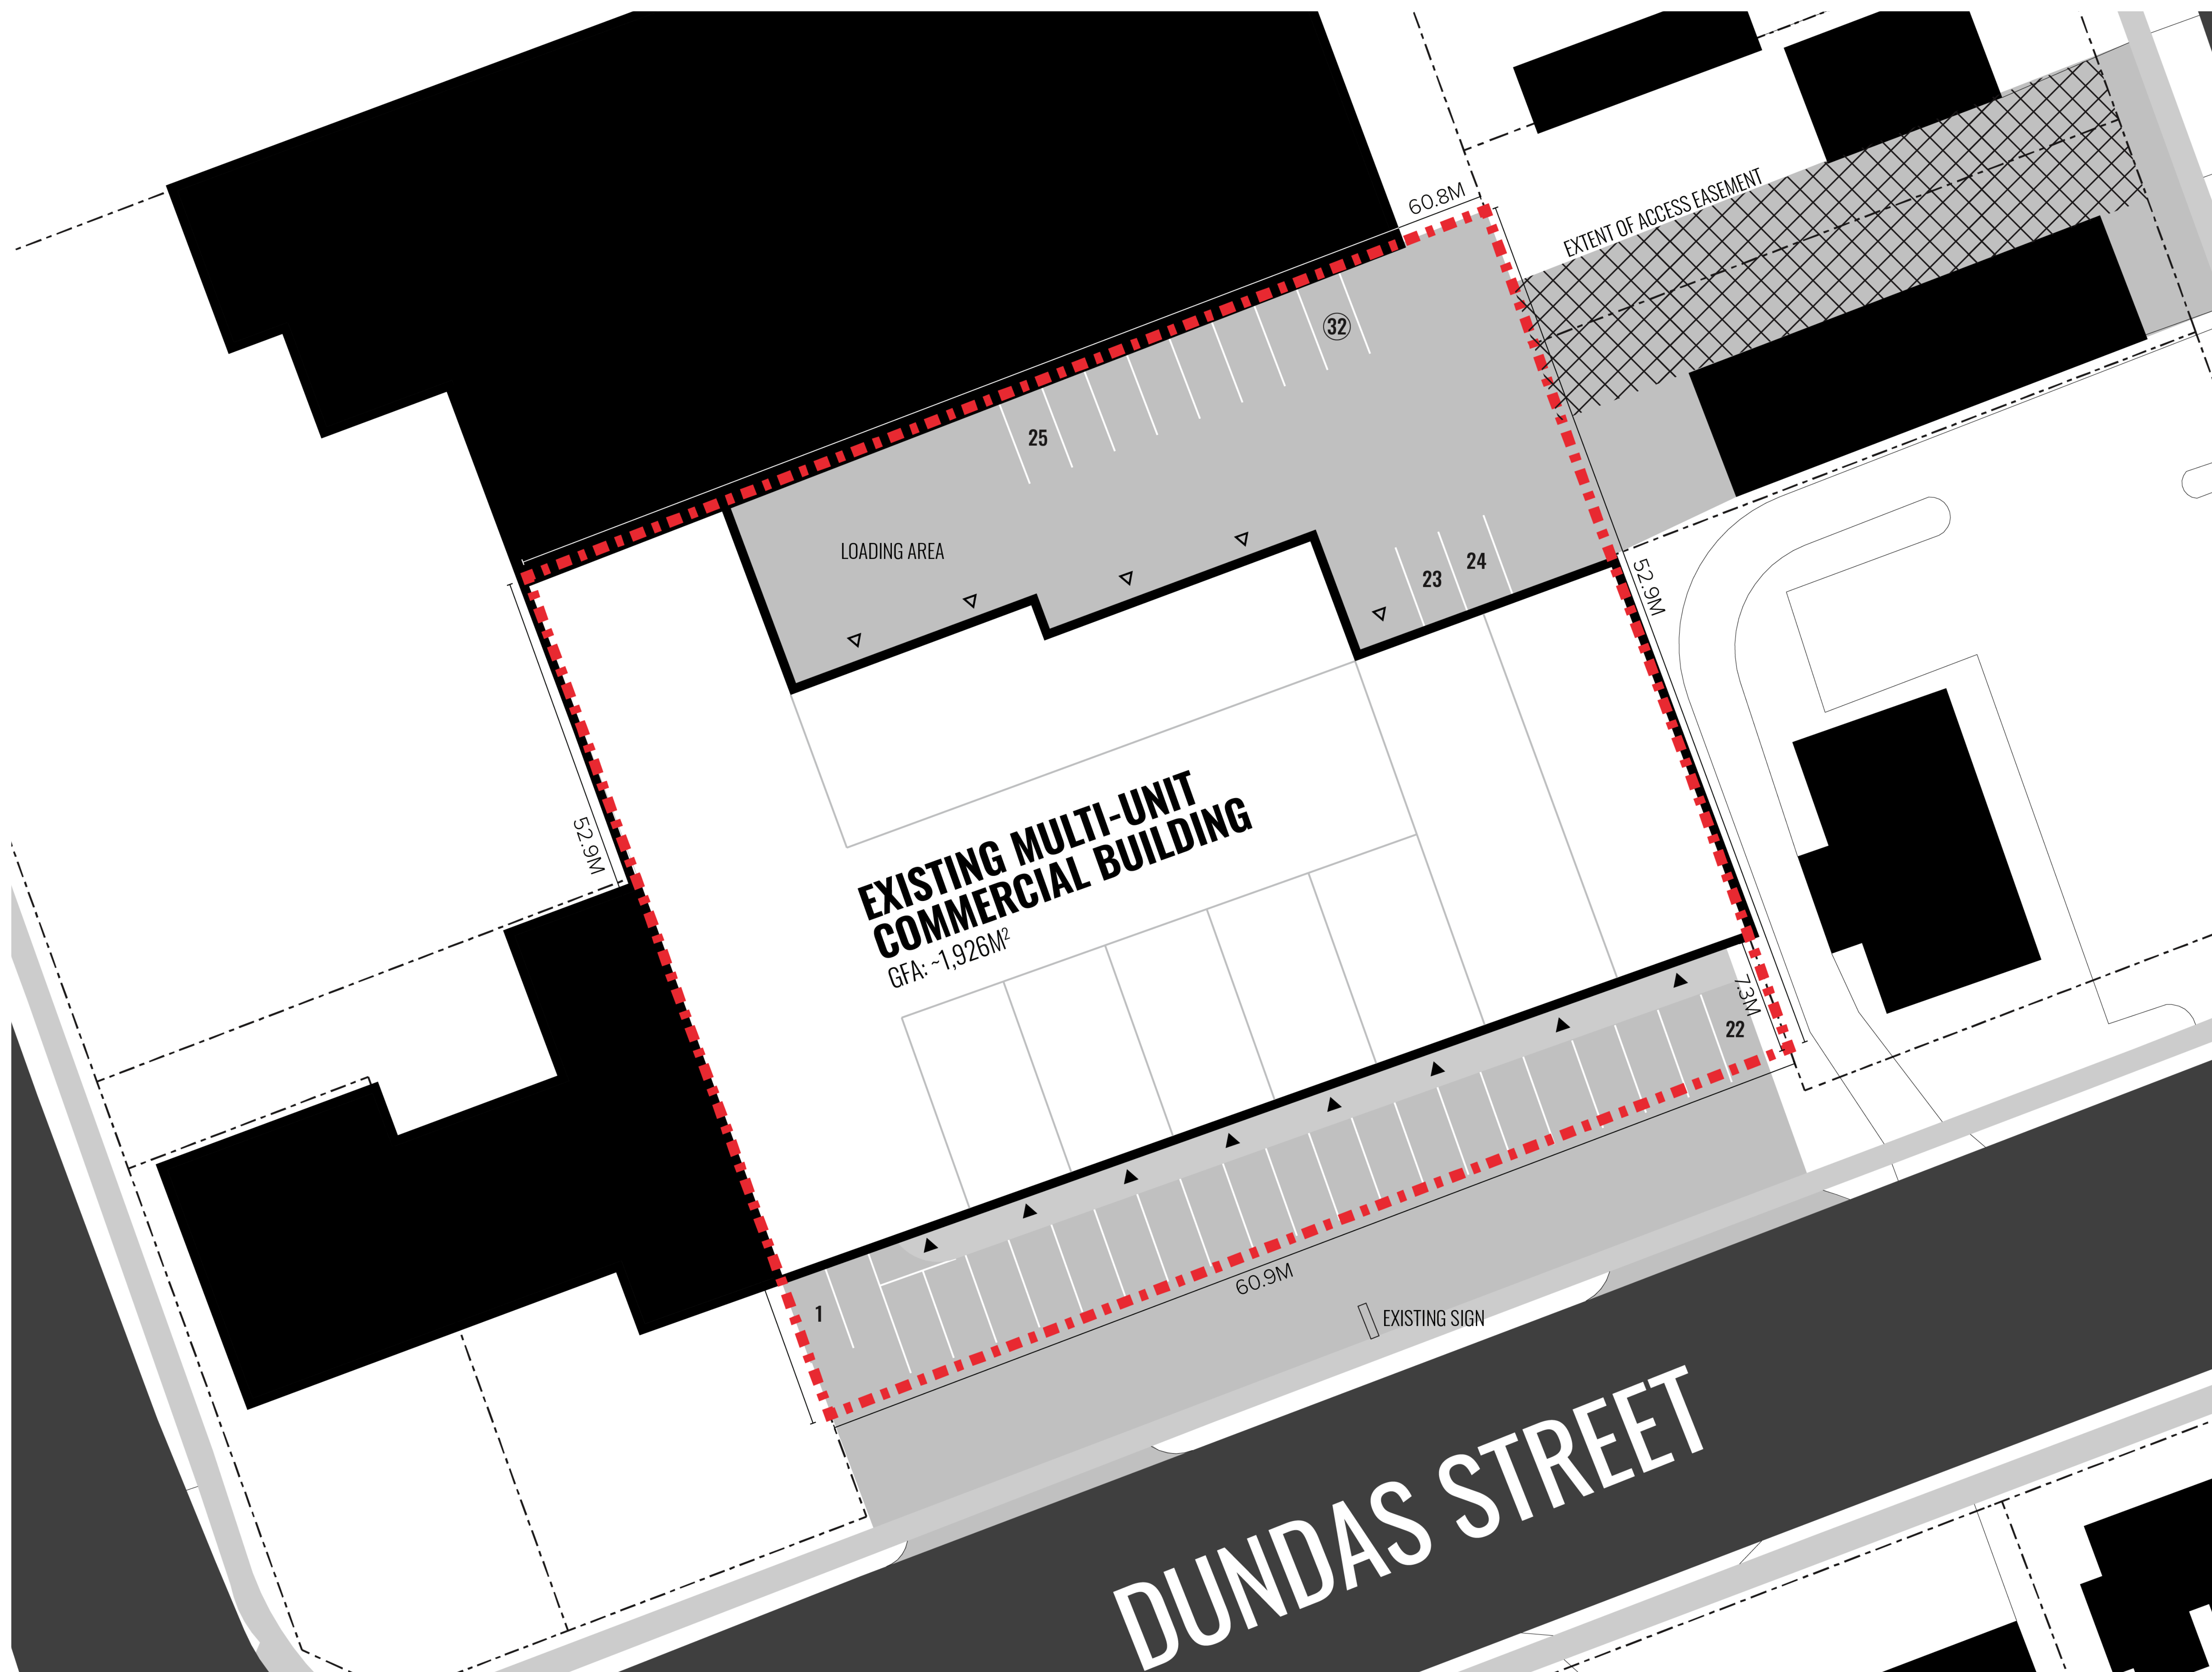 60.8M
EXTENT OF ACCESS EASEMENT
32
25
LOADING AREA
23
24
52.9M
52.9M
EXISTING MULTI-UNIT
COMMERCIAL BUILDING
GFA: ~1,926M²
7.3M
22
1
60.9M
EXISTING SIGN
DUNDAS STREET